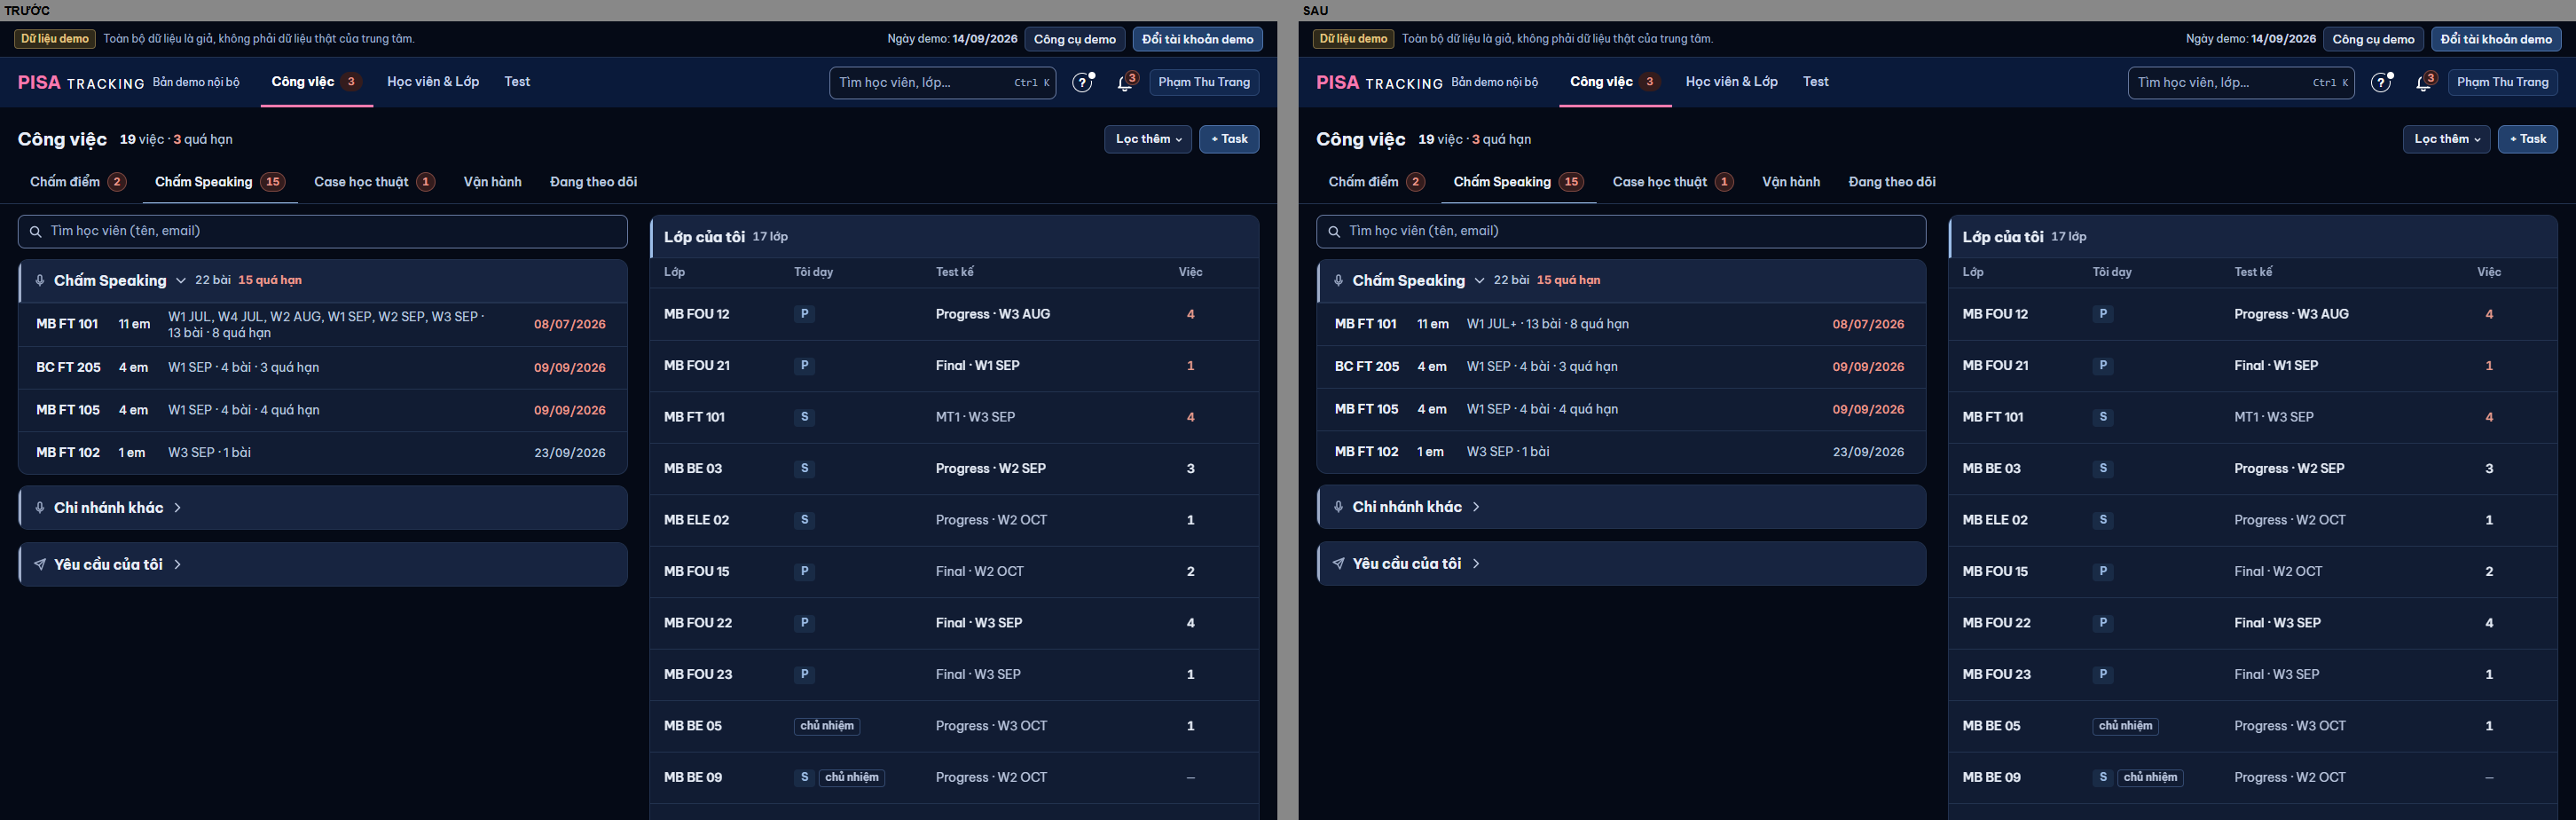 TRƯỚC
Dữ liệu demo Toàn bộ dữ liệu là giả, không phải dữ liệu thật của trung tâm. Ngày demo: 14/09/2026 Công cụ demo Đổi tài khoản demo
PISA TRACKING Bản demo nội bộ Công việc 3 Học viên & Lớp Test Tìm học viên, lớp... Ctrl K ? 3 Phạm Thu Trang
Công việc 19 việc · 3 quá hạn Lọc thêm + Task
Chấm điểm 2 Chấm Speaking 15 Case học thuật 1 Vận hành Đang theo dõi
Tìm học viên (tên, email)
Chấm Speaking 22 bài 15 quá hạn
MB FT 101 11 em W1 JUL, W4 JUL, W2 AUG, W1 SEP, W2 SEP, W3 SEP ·
13 bài · 8 quá hạn 08/07/2026
BC FT 205 4 em W1 SEP · 4 bài · 3 quá hạn 09/09/2026
MB FT 105 4 em W1 SEP · 4 bài · 4 quá hạn 09/09/2026
MB FT 102 1 em W3 SEP · 1 bài 23/09/2026
Chi nhánh khác
Yêu cầu của tôi
Lớp của tôi 17 lớp
Lớp Tôi dạy Test kế Việc
MB FOU 12 P Progress · W3 AUG 4
MB FOU 21 P Final · W1 SEP 1
MB FT 101 S MT1 · W3 SEP 4
MB BE 03 S Progress · W2 SEP 3
MB ELE 02 S Progress · W2 OCT 1
MB FOU 15 P Final · W2 OCT 2
MB FOU 22 P Final · W3 SEP 4
MB FOU 23 P Final · W3 SEP 1
MB BE 05 chủ nhiệm Progress · W3 OCT 1
MB BE 09 S chủ nhiệm Progress · W2 OCT –
SAU
Dữ liệu demo Toàn bộ dữ liệu là giả, không phải dữ liệu thật của trung tâm. Ngày demo: 14/09/2026 Công cụ demo Đổi tài khoản demo
PISA TRACKING Bản demo nội bộ Công việc 3 Học viên & Lớp Test Tìm học viên, lớp... Ctrl K ? 3 Phạm Thu Trang
Công việc 19 việc · 3 quá hạn Lọc thêm + Task
Chấm điểm 2 Chấm Speaking 15 Case học thuật 1 Vận hành Đang theo dõi
Tìm học viên (tên, email)
Chấm Speaking 22 bài 15 quá hạn
MB FT 101 11 em W1 JUL+ · 13 bài · 8 quá hạn 08/07/2026
BC FT 205 4 em W1 SEP · 4 bài · 3 quá hạn 09/09/2026
MB FT 105 4 em W1 SEP · 4 bài · 4 quá hạn 09/09/2026
MB FT 102 1 em W3 SEP · 1 bài 23/09/2026
Chi nhánh khác
Yêu cầu của tôi
Lớp của tôi 17 lớp
Lớp Tôi dạy Test kế Việc
MB FOU 12 P Progress · W3 AUG 4
MB FOU 21 P Final · W1 SEP 1
MB FT 101 S MT1 · W3 SEP 4
MB BE 03 S Progress · W2 SEP 3
MB ELE 02 S Progress · W2 OCT 1
MB FOU 15 P Final · W2 OCT 2
MB FOU 22 P Final · W3 SEP 4
MB FOU 23 P Final · W3 SEP 1
MB BE 05 chủ nhiệm Progress · W3 OCT 1
MB BE 09 S chủ nhiệm Progress · W2 OCT –